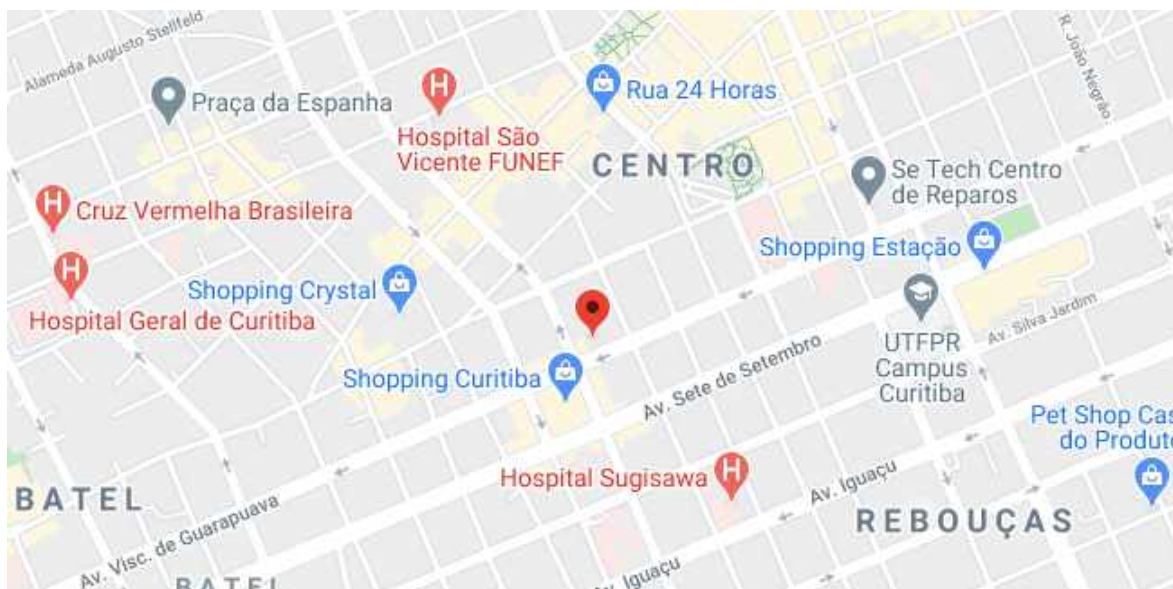 Alameda Augusto Stellfeld
R. João Negrão
Praça da Espanha
Rua 24 Horas
Hospital São
Vicente FUNEF
CENTRO
Se Tech Centro
de Reparos
Cruz Vermelha Brasileira
Shopping Estação
Shopping Crystal
Hospital Geral de Curitiba
Av. Silva Jardim
UTFPR
Campus
Curitiba
Shopping Curitiba
Av. Sete de Setembro
Pet Shop Cas
do Produt
Hospital Sugisawa
Av. Iguaçu
BATEL
REBOUÇAS
Av. Visc. de Guarapuava
BATEL
Av. Iguaçu